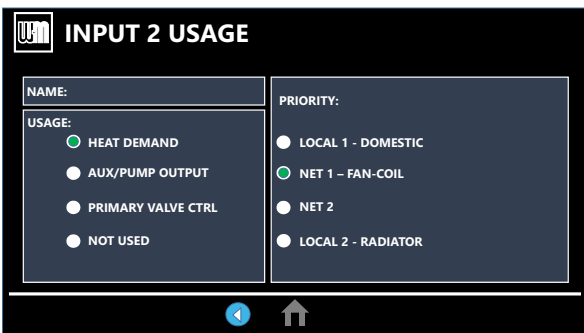 WM INPUT 2 USAGE
NAME:
USAGE:
HEAT DEMAND
AUX/PUMP OUTPUT
PRIMARY VALVE CTRL
NOT USED
PRIORITY:
LOCAL 1 - DOMESTIC
NET 1 – FAN-COIL
NET 2
LOCAL 2 - RADIATOR